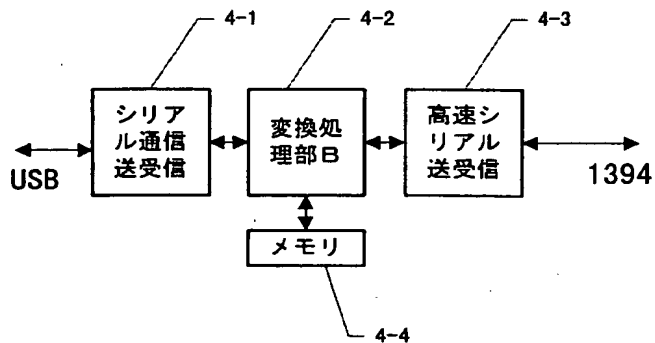 4-1
4-2
4-3
シリア
ル通信
送受信
変換処
理部B
高速シ
リアル
送受信
USB
1394
メモリ
4-4